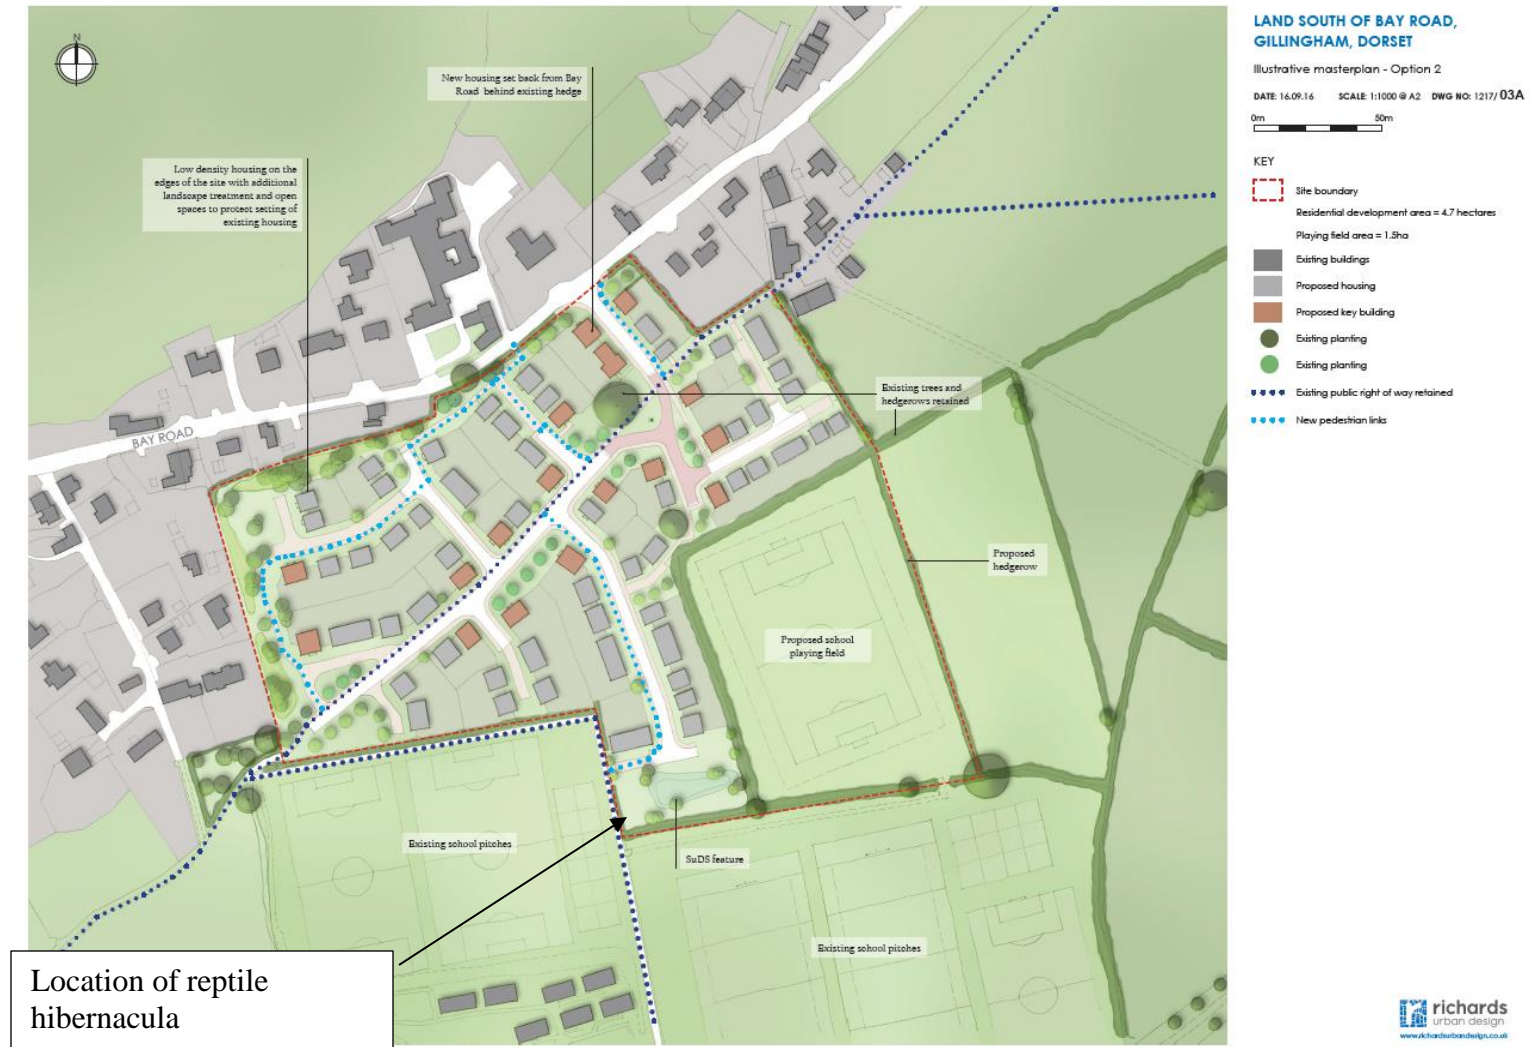 LAND SOUTH OF BAY ROAD,
GILLINGHAM, DORSET
Illustrative masterplan - Option 2
DATE: 16.09.16 SCALE: 1:1000 @ A2 DWG NO: 1217/ 03A
0m 50m
KEY
Site boundary
Residential development area = 4.7 hectares
Playing field area = 1.5ha
Existing buildings
Proposed housing
Proposed key building
Existing planting
Existing planting
Existing public right of way retained
New pedestrian links
N
New housing set back from Bay
Road behind existing hedge
Low density housing on the
edges of the site with additional
landscape treatment and open
spaces to protect setting of
existing housing
BAY ROAD
Existing trees and
hedgerows retained
Proposed
hedgerow
Proposed school
playing field
Existing school pitches
SuDS feature
Existing school pitches
Location of reptile
hibernacula
richards
urban design
www.richardsurbandesign.co.uk